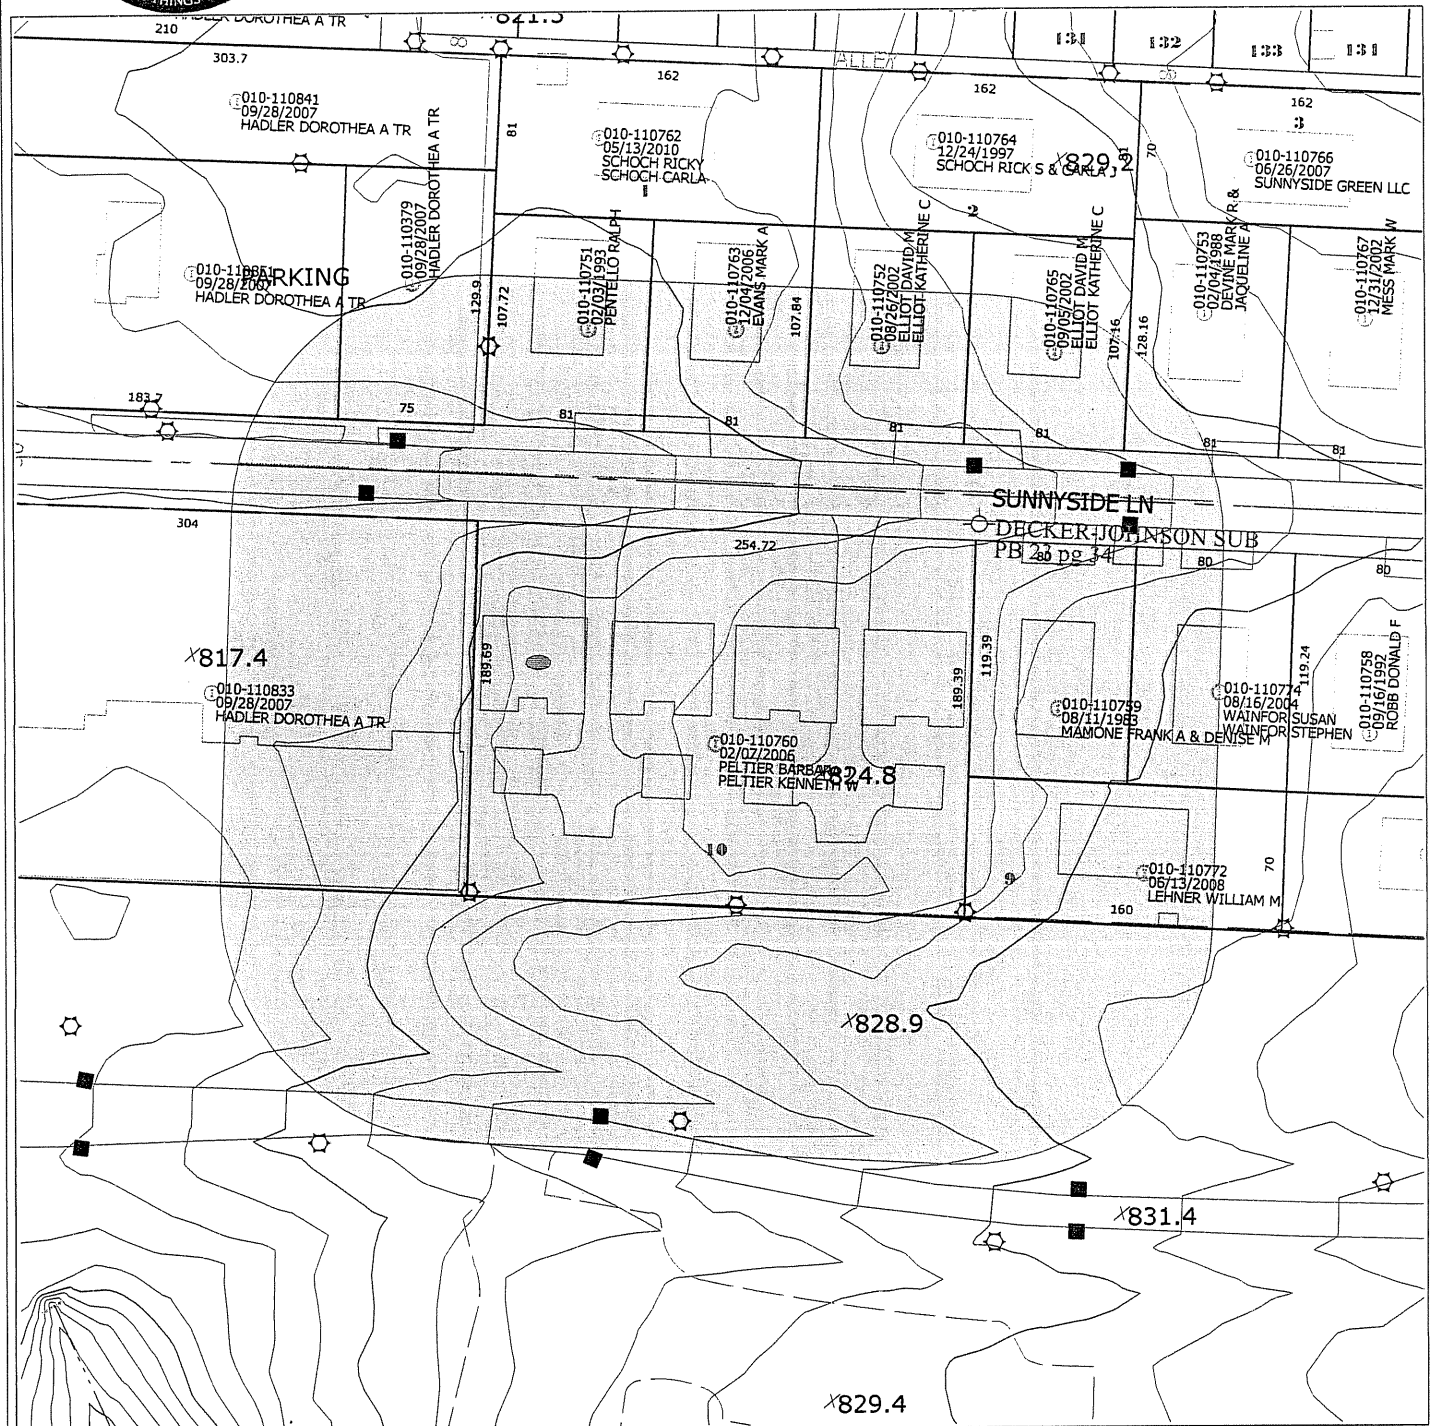 THINGS
HADLER DOROTHEA A TR
821.5
210
303.7
8
ALLEY
131
132
133
131
162
162
8
162
010-110841
09/28/2007
HADLER DOROTHEA A TR
81
010-110762
05/13/2010
SCHOCH RICKY
SCHOCH CARLA
1
010-110764
12/24/1997
SCHOCH RICK S & CARLA J
829.2
81
70
3
010-110766
06/26/2007
SUNNYSIDE GREEN LLC
2
010-110379
09/28/2007
HADLER DOROTHEA A TR
PARKING
09/28/2007
HADLER DOROTHEA A TR
129.9
107.72
010-110751
02/03/1993
PENTELLO RALPH
010-110763
12/04/2006
EVANS MARK A
107.84
010-110752
08/26/2002
ELLIOT DAVID M
ELLIOT KATHERINE C
010-110765
09/05/2002
ELLIOT DAVID M
ELLIOT KATHERINE C
107.16
128.16
010-110753
02/04/1988
DEVINE MARK R &
JAQUELINE A
010-110767
12/31/2002
MESS MARK W
183.7
75
81
81
81
81
81
81
SUNNYSIDE LN
304
254.72
DECKER-JOHNSON SUB
PB 23 pg 34
80
80
80
817.4
189.69
189.39
119.39
119.24
010-110833
09/28/2007
HADLER DOROTHEA A TR
010-110760
02/07/2006
PELTIER BARBARA J
PELTIER KENNETH W
824.8
010-110759
08/11/1983
MAMONE FRANK A & DENISE M
010-110774
08/16/2004
WAINFOR SUSAN
WAINFOR STEPHEN
010-110758
09/16/1992
ROBB DONALD F
10
9
010-110772
06/13/2008
LEHNER WILLIAM M
70
160
828.9
831.4
829.4